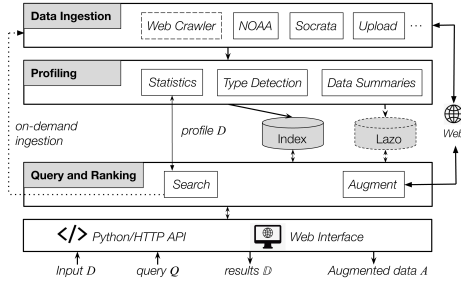 Data Ingestion
Web Crawler
NOAA
Socrata
Upload
...
Profiling
Statistics
Type Detection
Data Summaries
on-demand
ingestion
profile D
Index
Lazo
Web
Query and Ranking
Search
Augment
</> Python/HTTP API
Web Interface
Input D
query Q
results 𝔻
Augmented data A